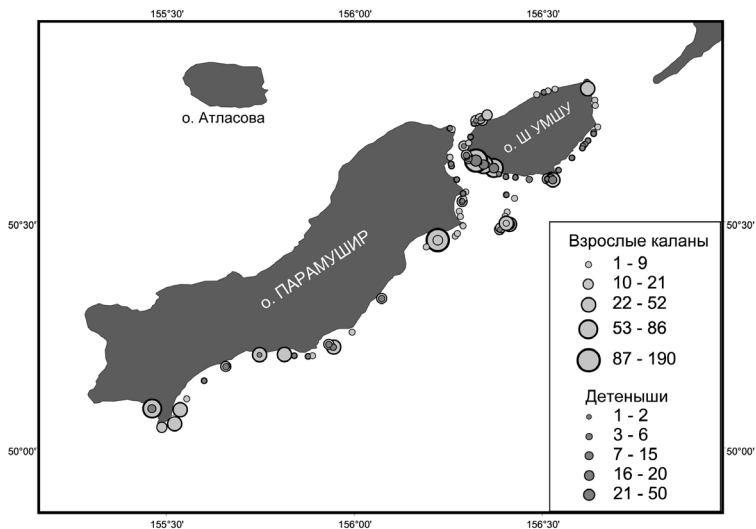 155°30'
156°00'
156°30'
о. Атласова
о. Ш УМШУ
50°30'
50°30'
о. ПАРАМУШИР
Взрослые каланы
1 - 9
10 - 21
22 - 52
53 - 86
87 - 190
Детеныши
1 - 2
3 - 6
7 - 15
16 - 20
21 - 50
50°00'
50°00'
155°30'
156°00'
156°30'